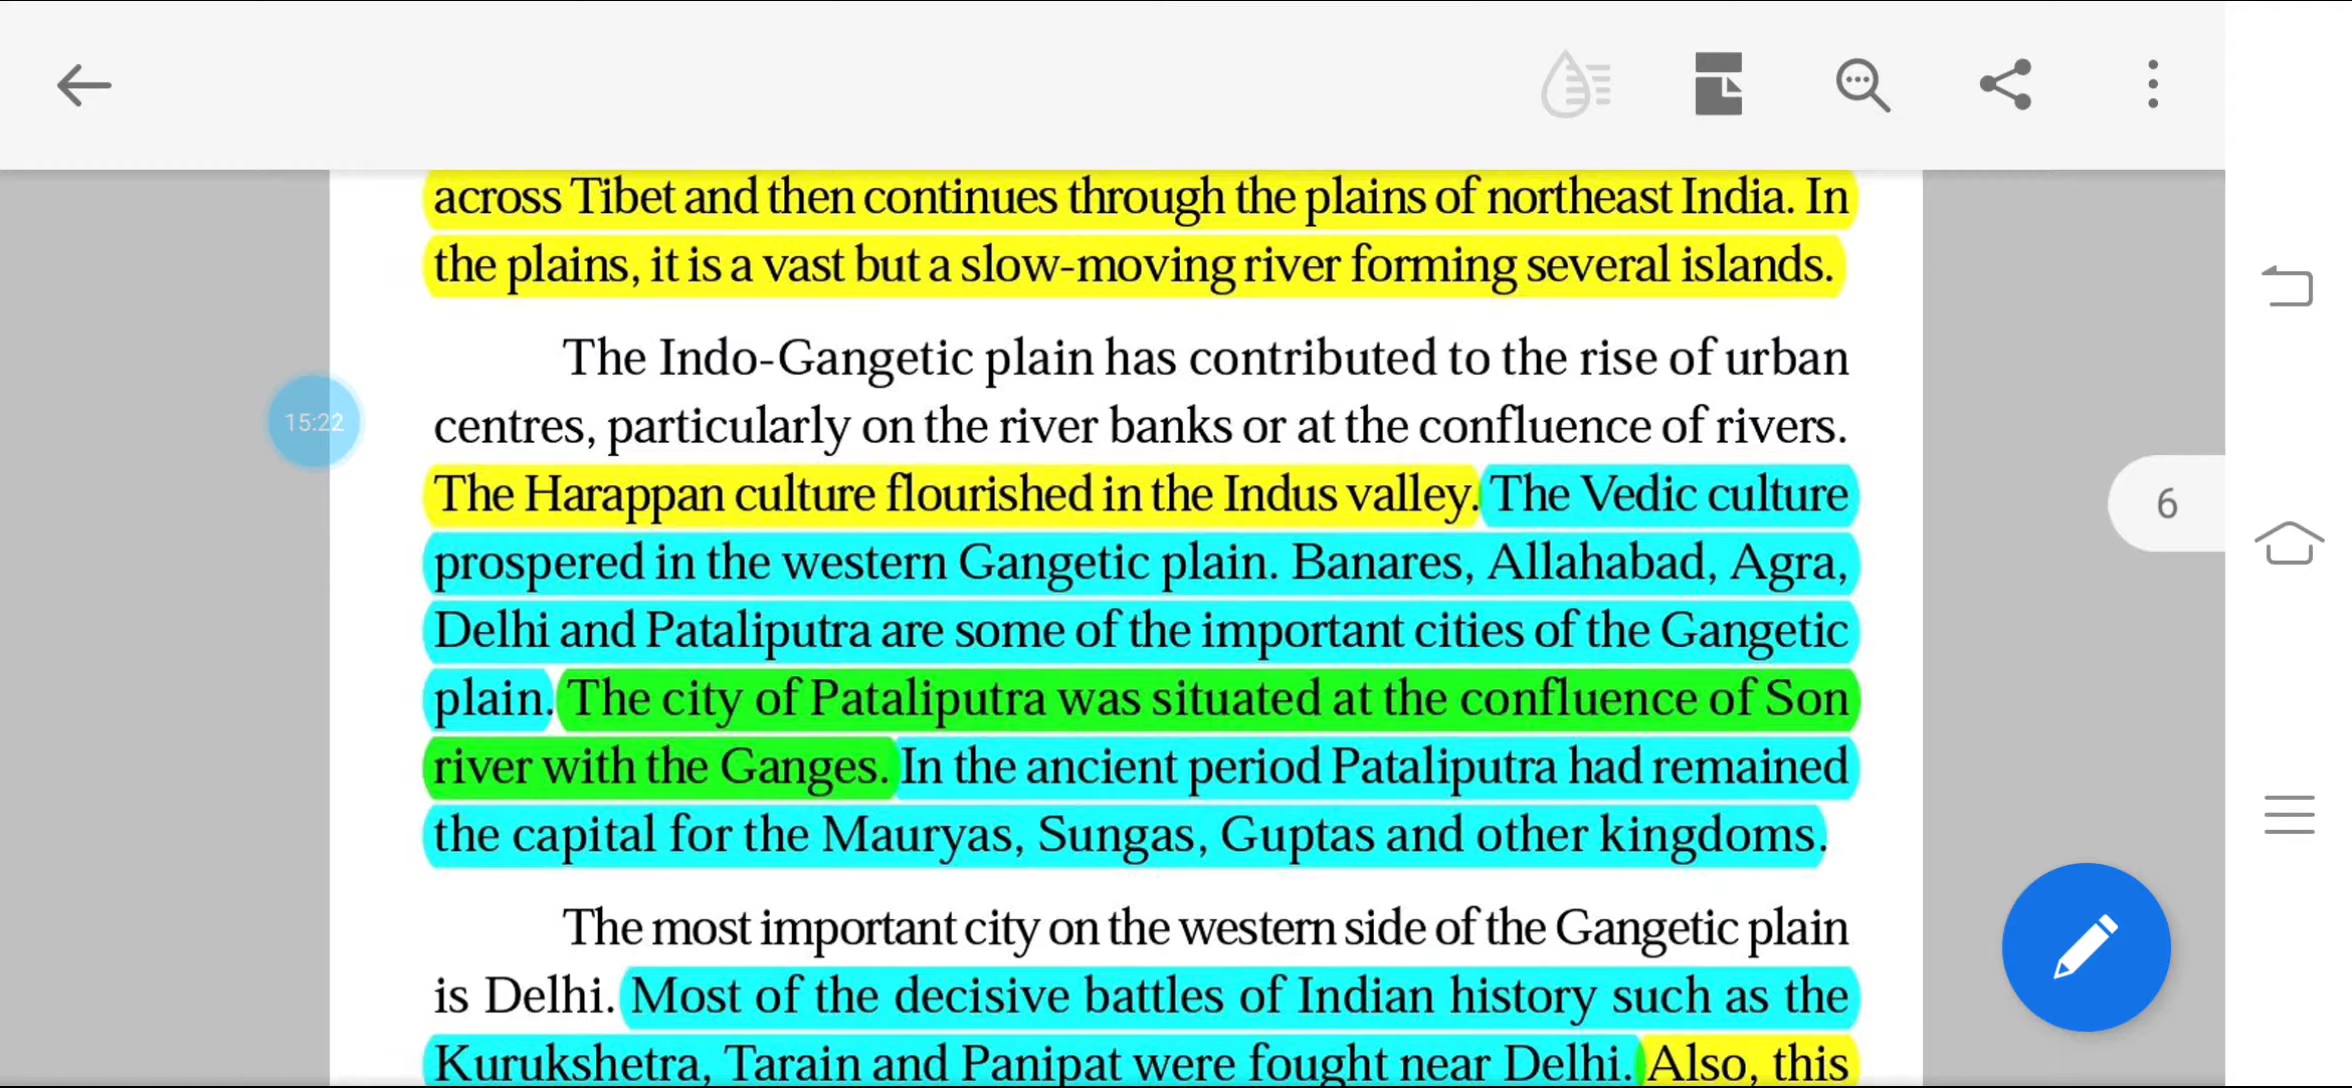 across Tibet and then continues through the plains of northeast India. In
the plains, it is a vast but a slow-moving river forming several islands.
The Indo-Gangetic plain has contributed to the rise of urban
15:22
centres, particularly on the river banks or at the confluence of rivers.
The Harappan culture flourished in the Indus valley. The Vedic culture
6
prospered in the western Gangetic plain. Banares, Allahabad, Agra,
Delhi and Pataliputra are some of the important cities of the Gangetic
plain. The city of Pataliputra was situated at the confluence of Son
river with the Ganges. In the ancient period Pataliputra had remained
the capital for the Mauryas, Sungas, Guptas and other kingdoms.
The most important city on the western side of the Gangetic plain
is Delhi. Most of the decisive battles of Indian history such as the
Kurukshetra, Tarain and Panipat were fought near Delhi. Also, this